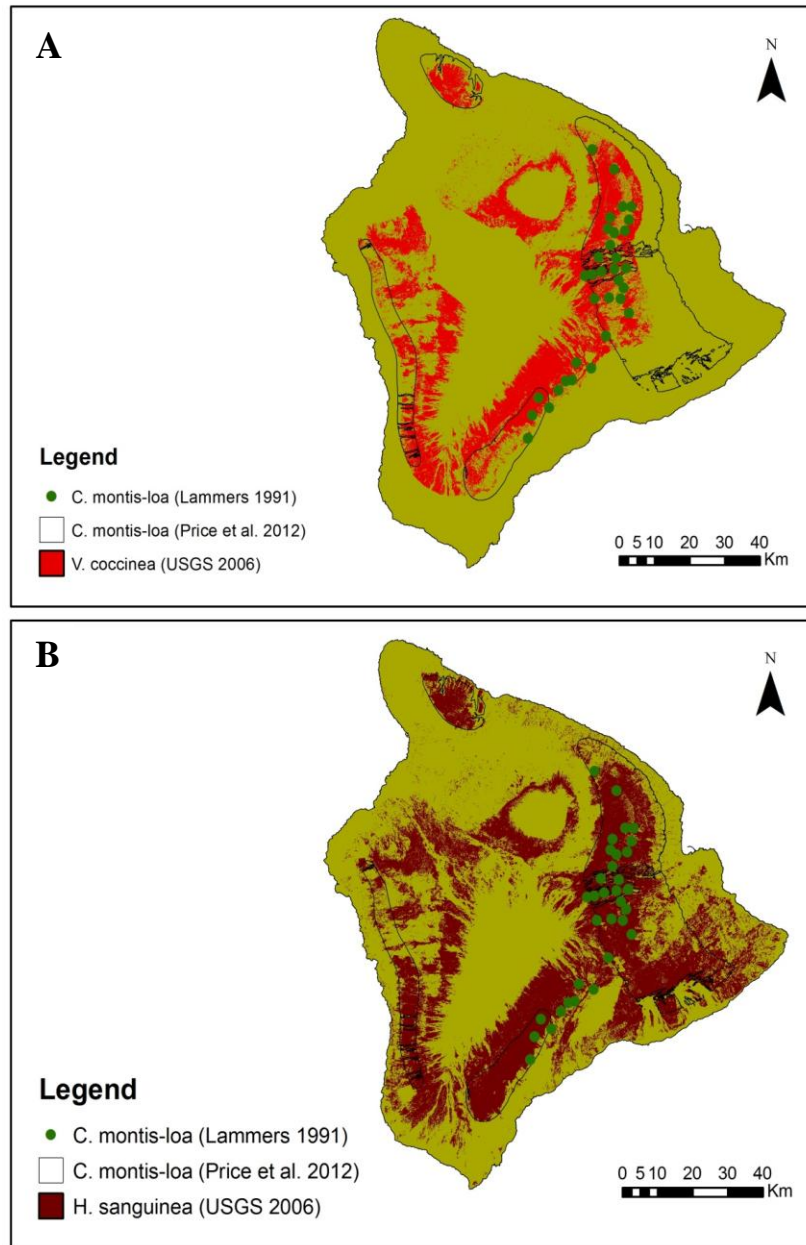 A
N
Legend
C. montis-loa (Lammers 1991)
C. montis-loa (Price et al. 2012)
V. coccinea (USGS 2006)
0 5 10 20 30 40
Km
B
N
Legend
C. montis-loa (Lammers 1991)
C. montis-loa (Price et al. 2012)
H. sanguinea (USGS 2006)
0 5 10 20 30 40
Km